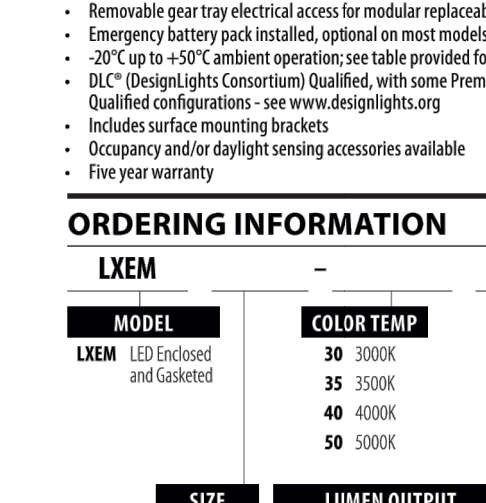 • Removable gear tray electrical access for modular
• Emergency battery pack installed, optional on most models
• -20°C up to +50°C ambient operation; see table provided
• DLC® (DesignLights Consortium) Qualified, with some
Qualified configurations - see www.designlights.org
• Includes surface mounting brackets
• Occupancy and/or daylight sensing accessories available
• Five year warranty
ORDERING INFORMATION
LXEM –
MODEL
LXEM LED Enclosed
and Gasketed
COLOR TEMP
30 3000K
35 3500K
40 4000K
50 5000K
SIZE
LUMEN OUTPUT